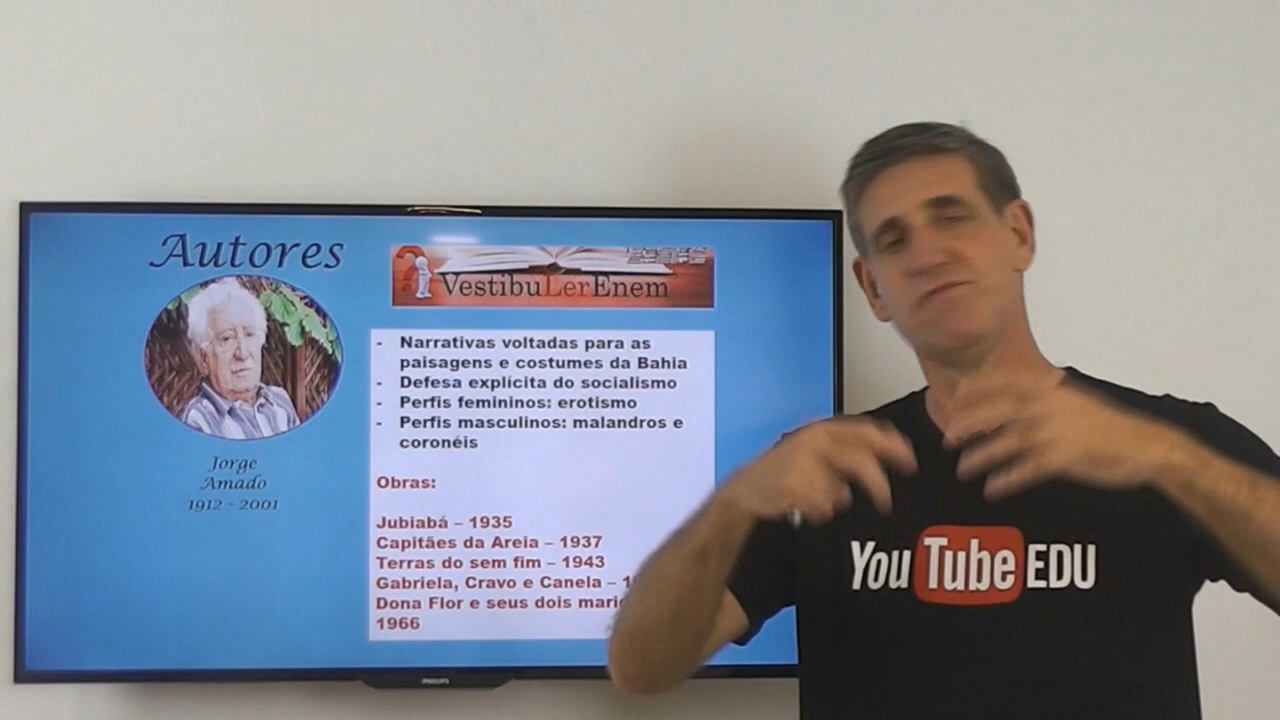 Autores
VestibuLerEnem
Jorge
Amado
1912 - 2001
- Narrativas voltadas para as
paisagens e costumes da Bahia
- Defesa explícita do socialismo
- Perfis femininos: erotismo
- Perfis masculinos: malandros e
coronéis
Obras:
Jubiabá – 1935
Capitães da Areia – 1937
Terras do sem fim – 1943
Gabriela, Cravo e Canela – 1
Dona Flor e seus dois
1966
PHILIPS
YouTube EDU